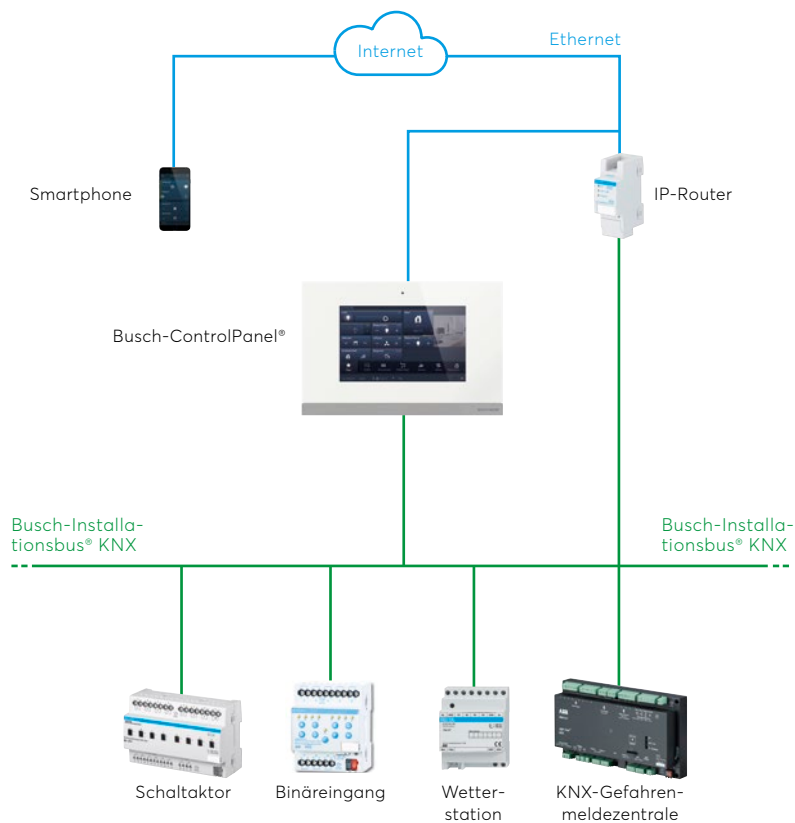 Internet
Ethernet
Smartphone
IP-Router
Busch-ControlPanel®
Busch-Installa-
tionsbus® KNX
Busch-Installa-
tionsbus® KNX
ABB
Schaltaktor
Binäreingang
Wetter-
station
KNX-Gefahren-
meldezentrale